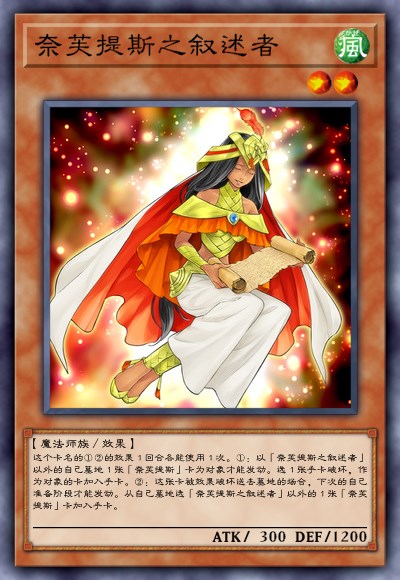 奈芙提斯之叙述者
風
【魔法师族/效果】
这个卡名的①②的效果1回合各能使用1次。①：以「奈芙提斯之叙述者」
以外的自己墓地1张「奈芙提斯」卡为对象才能发动。选1张手卡破坏，作
为对象的卡加入手卡。②：这张卡被效果破坏送去墓地的场合，下次的自己
准备阶段才能发动。从自己墓地选「奈芙提斯之叙述者」以外的1张「奈芙
提斯」卡加入手卡。
ATK/ 300 DEF/1200